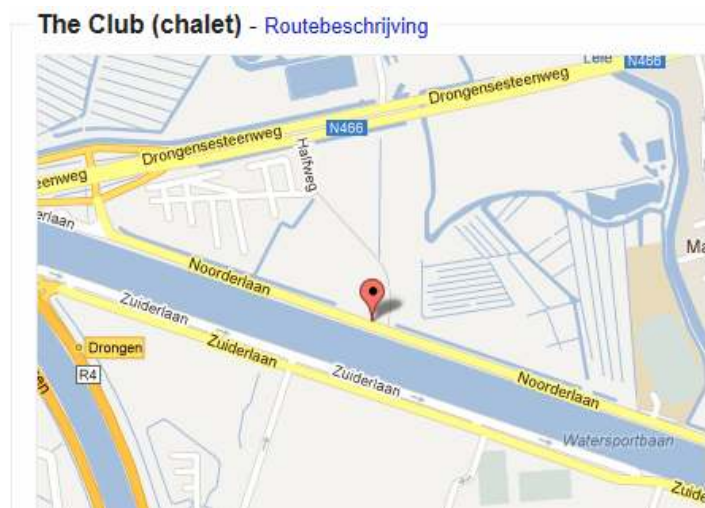 The Club (chalet) - Routebeschrijving
Leie
N466
Drongensesteenweg
N466
Drongensesteenweg
Halfweg
eenweg
erlaan
Ma
Noorderlaan
Zuiderlaan
Drongen
Zuiderlaan
R4
Zuiderlaan
Noorderlaan
Watersportbaan
Zuide